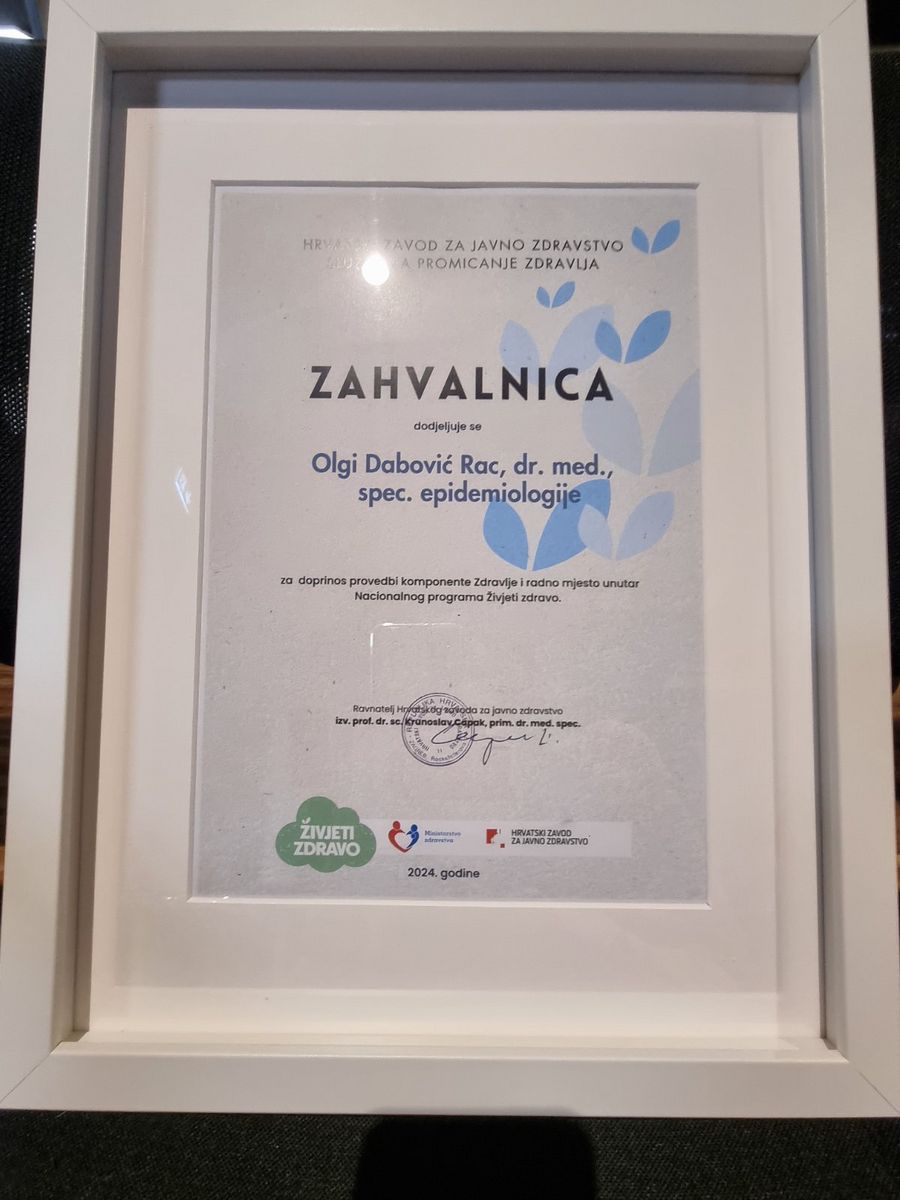 HRVATSKI ZAVOD ZA JAVNO ZDRAVSTVO
SLUŽBA ZA PROMICANJE ZDRAVLJA
ZAHVALNICA
dodjeljuje se
Olgi Dabović Rac, dr. med.,
spec. epidemiologije
za doprinos provedbi komponente Zdravlje i radno mjesto unutar
Nacionalnog programa Živjeti zdravo.
Ravnatelj Hrvatskog zavoda za javno zdravstvo
izv. prof. dr. sc. Krunoslav Capak, prim. dr. med. spec.
ŽIVJETI
ZDRAVO
Ministarstvo
zdravstva
HRVATSKI ZAVOD
ZA JAVNO ZDRAVSTVO
2024. godine